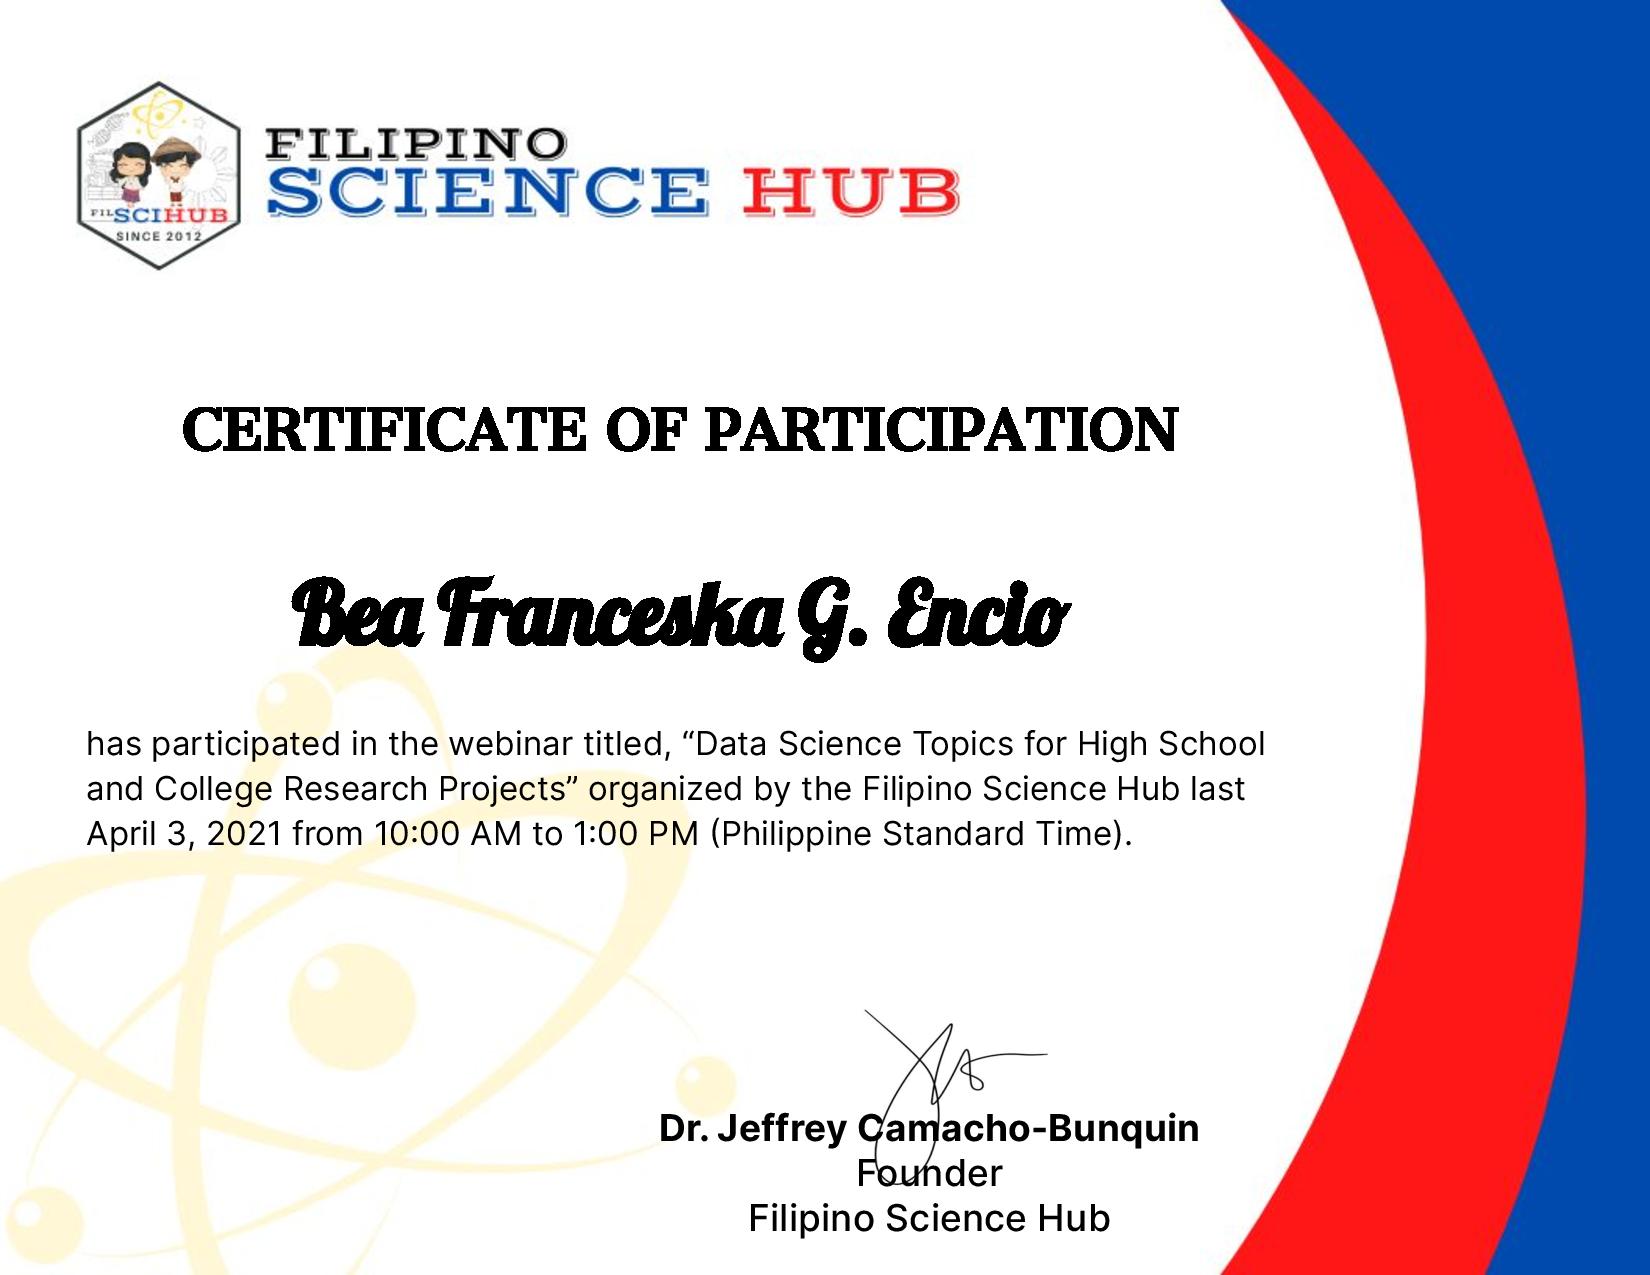 FILIPINO
SCIENCE HUB
FILSCIHUB
SINCE 2012
CERTIFICATE OF PARTICIPATION
Bea Franceska G. Encio
has participated in the webinar titled, “Data Science Topics for High School
and College Research Projects” organized by the Filipino Science Hub last
April 3, 2021 from 10:00 AM to 1:00 PM (Philippine Standard Time).
Dr. Jeffrey Camacho-Bunquin
Founder
Filipino Science Hub